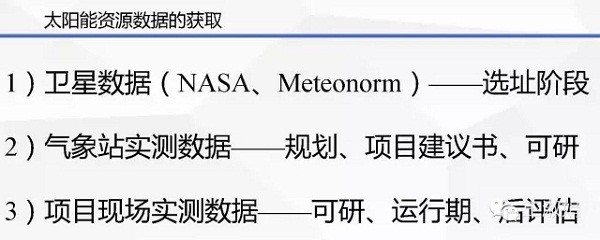 太阳能资源数据的获取
1）卫星数据（NASA、Meteonorm）——选址阶段
2）气象站实测数据——规划、项目建议书、可研
3）项目现场实测数据——可研、运行期、后评估